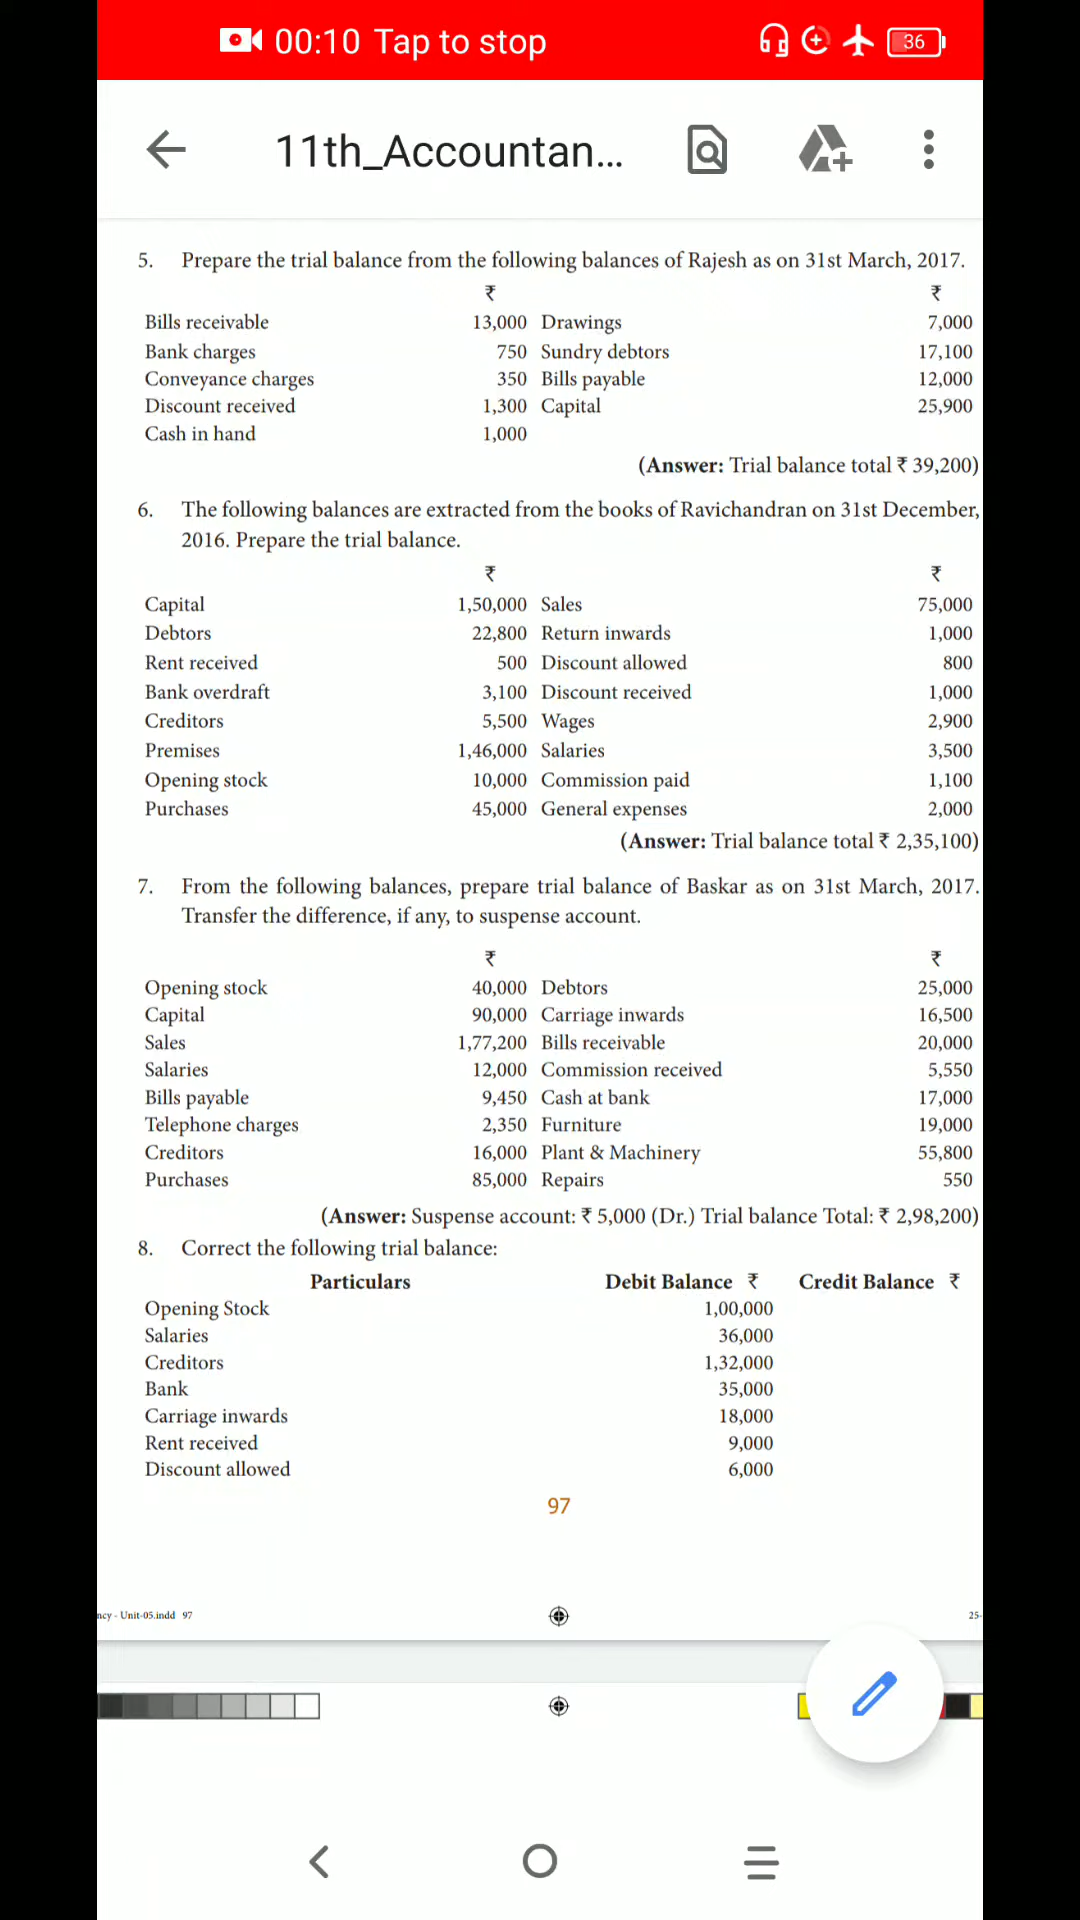 00:10 Tap to stop
36
11th_Accountan...
5. Prepare the trial balance from the following balances of Rajesh as on 31st March, 2017.
₹ ₹
Bills receivable 13,000 Drawings 7,000
Bank charges 750 Sundry debtors 17,100
Conveyance charges 350 Bills payable 12,000
Discount received 1,300 Capital 25,900
Cash in hand 1,000
(Answer: Trial balance total ₹ 39,200)
6. The following balances are extracted from the books of Ravichandran on 31st December,
2016. Prepare the trial balance.
₹ ₹
Capital 1,50,000 Sales 75,000
Debtors 22,800 Return inwards 1,000
Rent received 500 Discount allowed 800
Bank overdraft 3,100 Discount received 1,000
Creditors 5,500 Wages 2,900
Premises 1,46,000 Salaries 3,500
Opening stock 10,000 Commission paid 1,100
Purchases 45,000 General expenses 2,000
(Answer: Trial balance total ₹ 2,35,100)
7. From the following balances, prepare trial balance of Baskar as on 31st March, 2017.
Transfer the difference, if any, to suspense account.
₹ ₹
Opening stock 40,000 Debtors 25,000
Capital 90,000 Carriage inwards 16,500
Sales 1,77,200 Bills receivable 20,000
Salaries 12,000 Commission received 5,550
Bills payable 9,450 Cash at bank 17,000
Telephone charges 2,350 Furniture 19,000
Creditors 16,000 Plant & Machinery 55,800
Purchases 85,000 Repairs 550
(Answer: Suspense account: ₹ 5,000 (Dr.) Trial balance Total: ₹ 2,98,200)
8. Correct the following trial balance:
Particulars Debit Balance ₹ Credit Balance ₹
Opening Stock 1,00,000
Salaries 36,000
Creditors 1,32,000
Bank 35,000
Carriage inwards 18,000
Rent received 9,000
Discount allowed 6,000
97
ncy - Unit-05.indd 97 25-